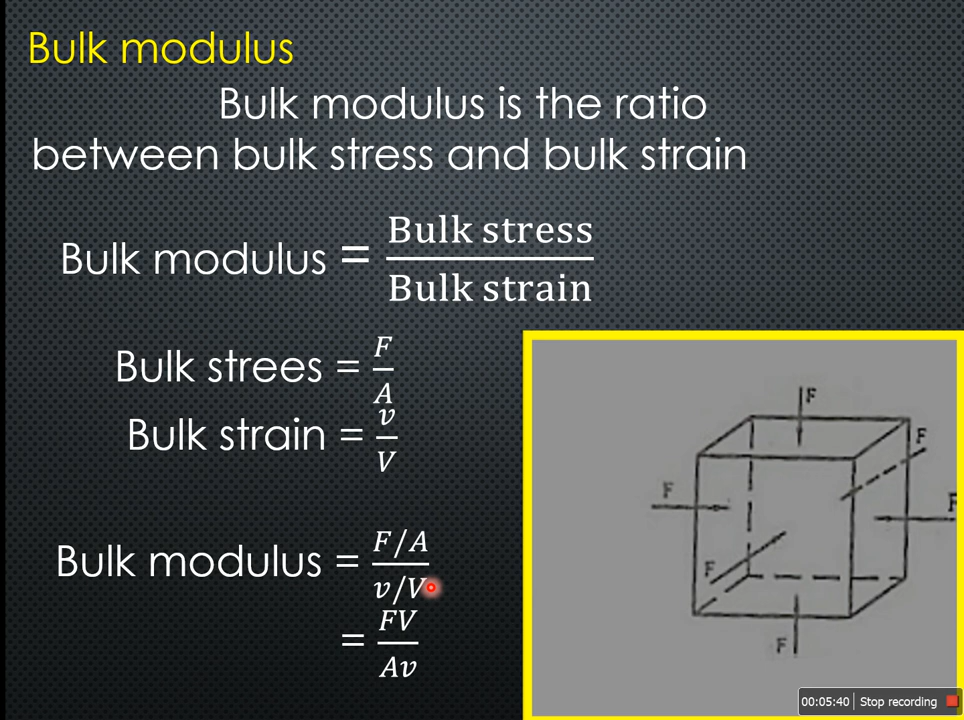 Bulk modulus
Bulk modulus is the ratio
between bulk stress and bulk strain
Bulk modulus = Bulk stress / Bulk strain
Bulk strees = F / A
Bulk strain = v / V
Bulk modulus = F/A / v/V
= FV / Av
F
F
F
F
F
F
00:05:40 Stop recording